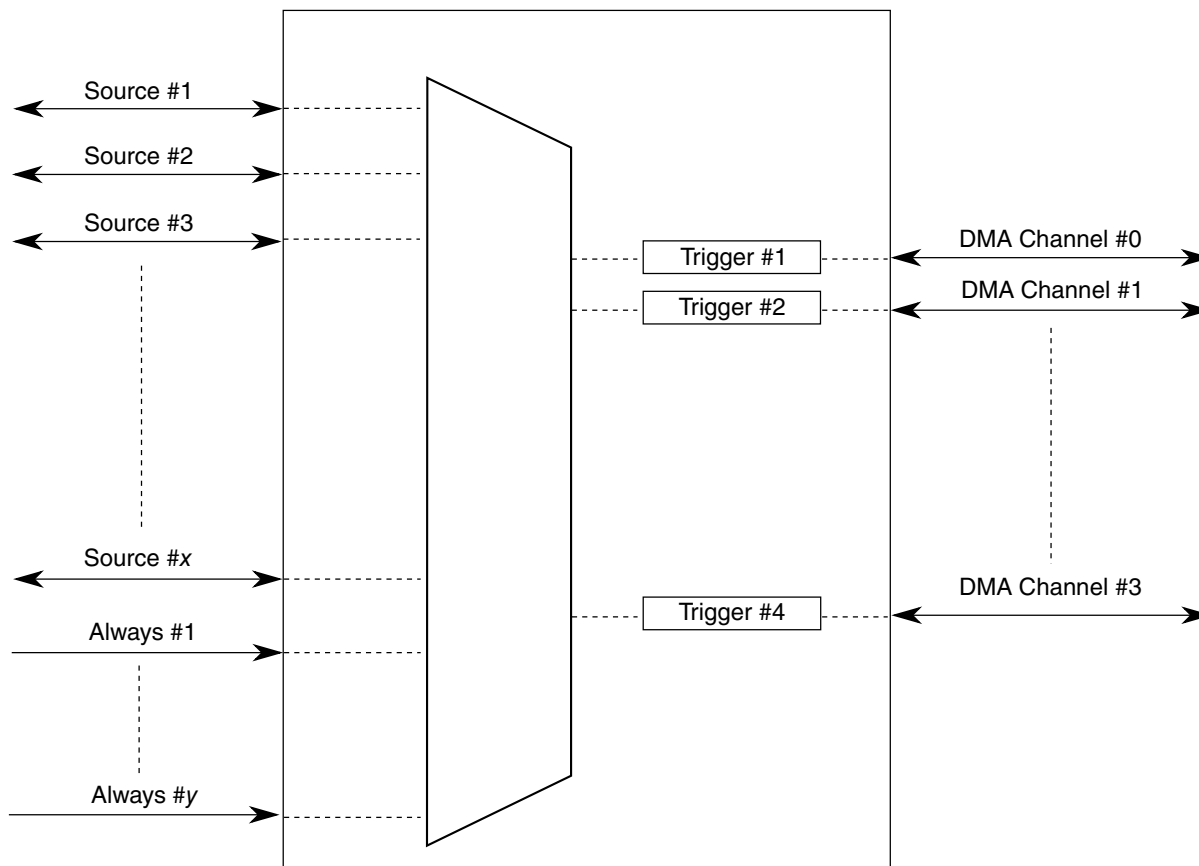 Source #1
Source #2
Source #3
Source #x
Always #1
Always #y
Trigger #1
Trigger #2
Trigger #4
DMA Channel #0
DMA Channel #1
DMA Channel #3